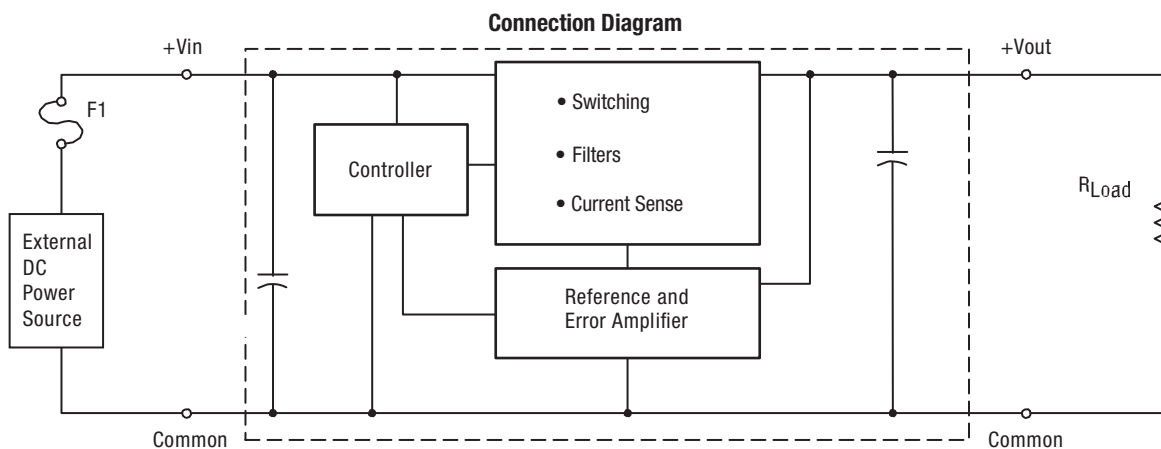 Connection Diagram
+Vin
+Vout
F1
• Switching
• Filters
• Current Sense
Controller
RLoad
External
DC
Power
Source
Reference and
Error Amplifier
Common
Common